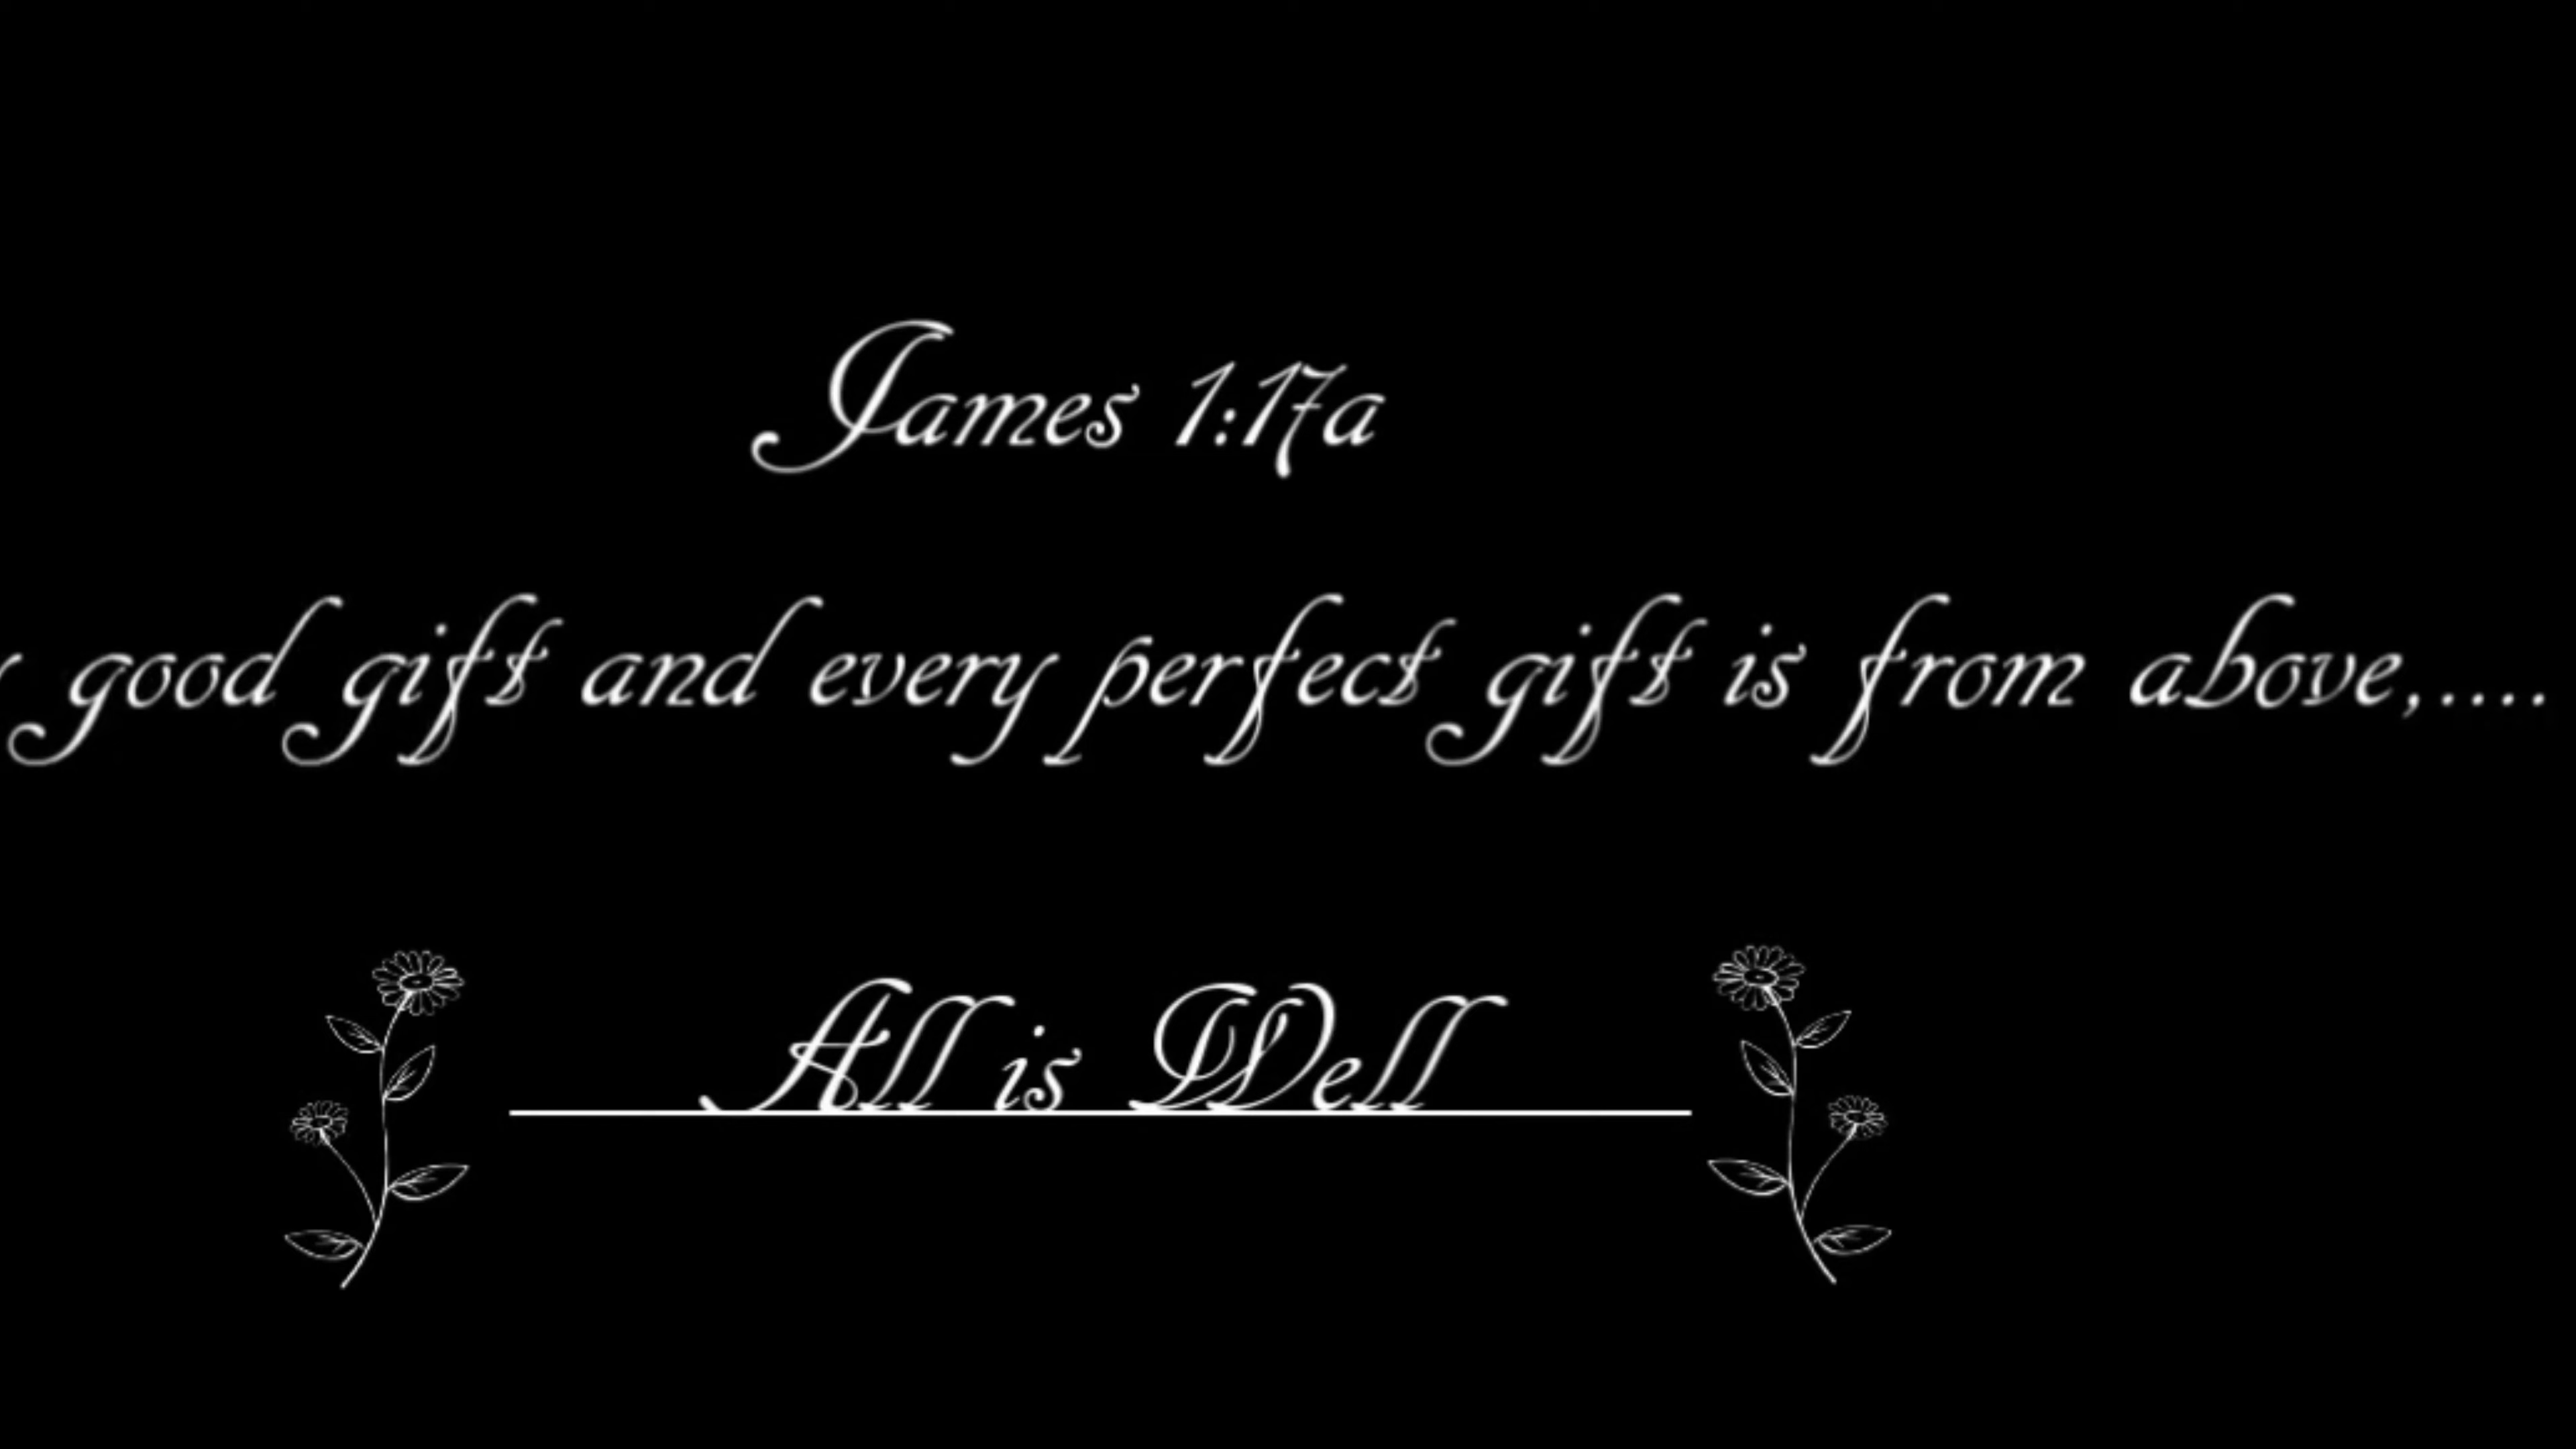 James 1:17a
good gift and every perfect gift is from above,....
All is Well